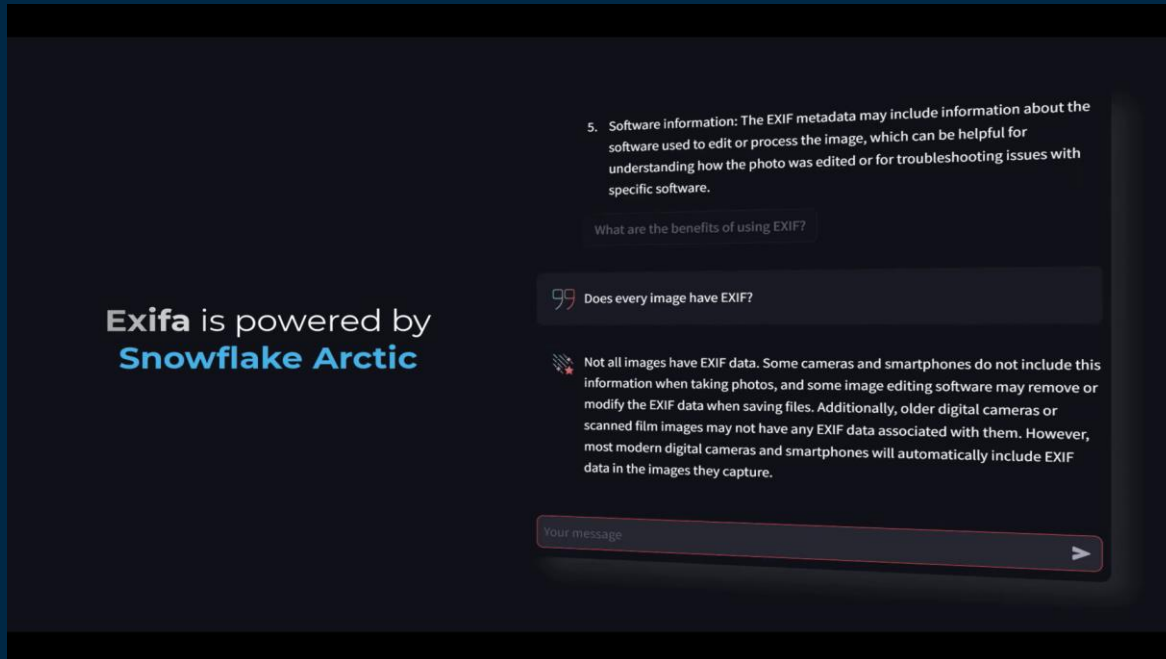 Exifa is powered by
Snowflake Arctic
5. Software information: The EXIF metadata may include information about the
software used to edit or process the image, which can be helpful for
understanding how the photo was edited or for troubleshooting issues with
specific software.
What are the benefits of using EXIF?
Does every image have EXIF?
Not all images have EXIF data. Some cameras and smartphones do not include this
information when taking photos, and some image editing software may remove or
modify the EXIF data when saving files. Additionally, older digital cameras or
scanned film images may not have any EXIF data associated with them. However,
most modern digital cameras and smartphones will automatically include EXIF
data in the images they capture.
Your message